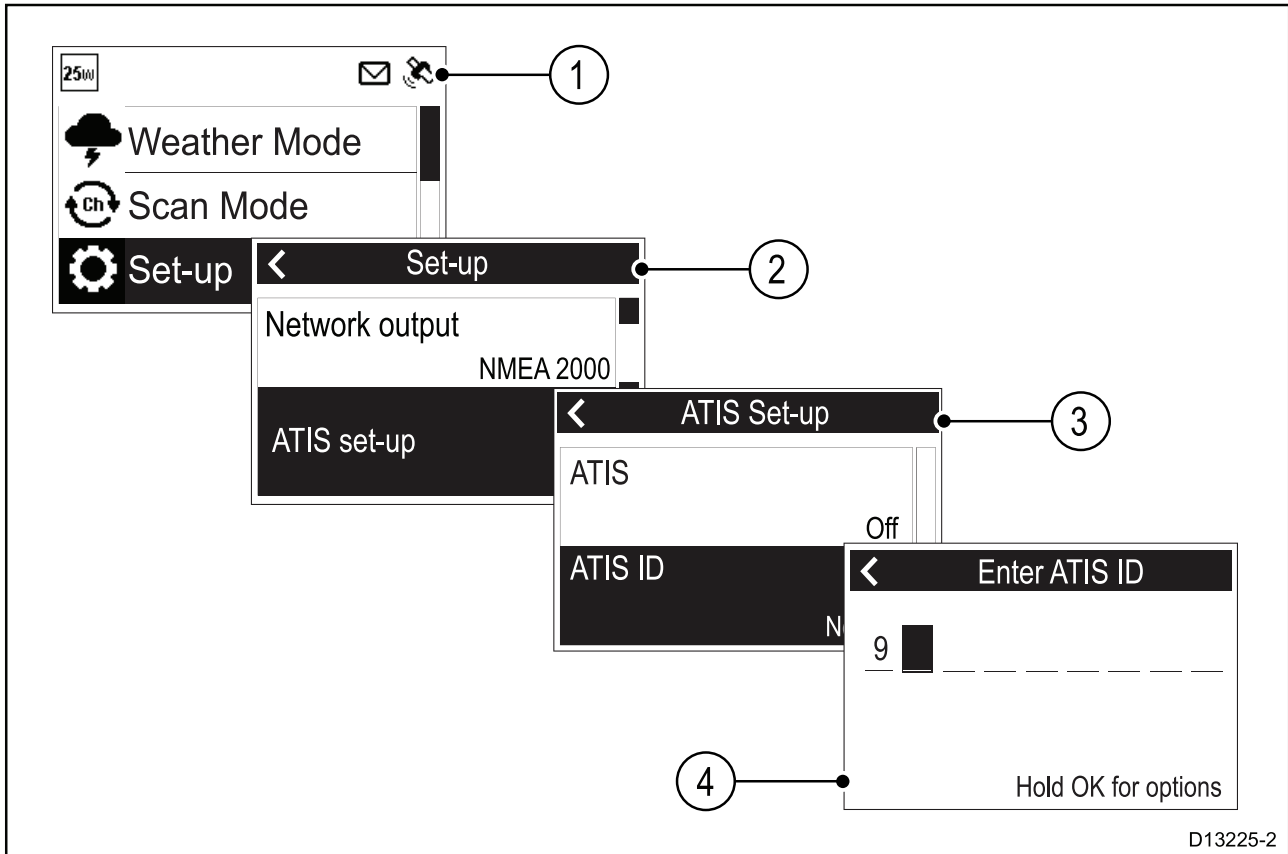 25W
1
Weather Mode
Ch
Scan Mode
Set-up
Set-up
2
Network output
NMEA 2000
ATIS set-up
ATIS Set-up
3
ATIS
Off
ATIS ID
Enter ATIS ID
9
4
Hold OK for options
D13225-2